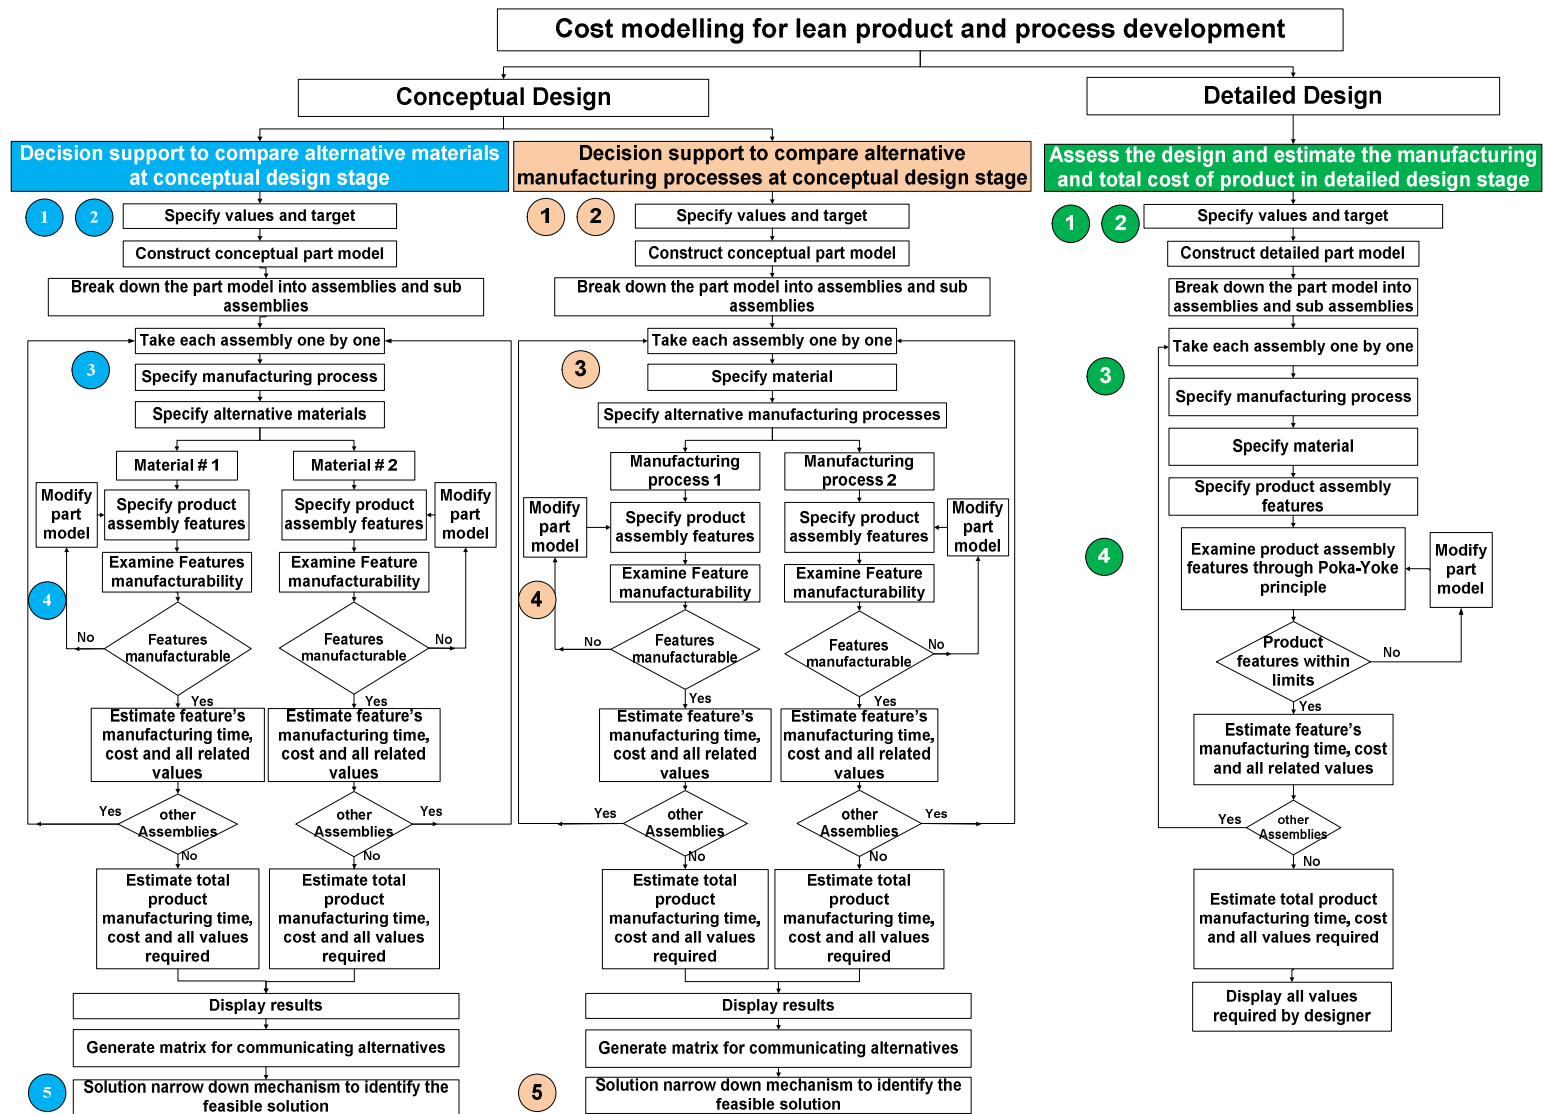 Cost modelling for lean product and process development
Conceptual Design
Detailed Design
Decision support to compare alternative materials
at conceptual design stage
1
2
Specify values and target
Construct conceptual part model
Break down the part model into assemblies and sub
assemblies
Take each assembly one by one
3
Specify manufacturing process
Specify alternative materials
Material # 1
Material # 2
Modify
part
model
Specify product
assembly features
Specify product
assembly features
Modify
part
model
Examine Features
manufacturability
Examine Feature
manufacturability
4
Features
manufacturable
No
Features
manufacturable
No
Yes
Yes
Estimate feature's
manufacturing time,
cost and all related
values
Estimate feature's
manufacturing time,
cost and all related
values
Yes
other
Assemblies
other
Assemblies
Yes
No
No
Estimate total
product
manufacturing time,
cost and all values
required
Estimate total
product
manufacturing time,
cost and all values
required
Display results
Generate matrix for communicating alternatives
5
Solution narrow down mechanism to identify the
feasible solution
Decision support to compare alternative
manufacturing processes at conceptual design stage
1
2
Specify values and target
Construct conceptual part model
Break down the part model into assemblies and sub
assemblies
Take each assembly one by one
3
Specify material
Specify alternative manufacturing processes
Manufacturing
process 1
Manufacturing
process 2
Modify
part
model
Specify product
assembly features
Specify product
assembly features
Modify
part
model
Examine Feature
manufacturability
Examine Feature
manufacturability
4
No
Features
manufacturable
Features
manufacturable
No
Yes
Yes
Estimate feature's
manufacturing time,
cost and all related
values
Estimate feature's
manufacturing time,
cost and all related
values
Yes
other
Assemblies
other
Assemblies
Yes
No
No
Estimate total
product
manufacturing time,
cost and all values
required
Estimate total
product
manufacturing time,
cost and all values
required
Display results
Generate matrix for communicating alternatives
5
Solution narrow down mechanism to identify the
feasible solution
Assess the design and estimate the manufacturing
and total cost of product in detailed design stage
1
2
Specify values and target
Construct detailed part model
Break down the part model into
assemblies and sub assemblies
Take each assembly one by one
3
Specify manufacturing process
Specify material
Specify product assembly
features
4
Examine product assembly
features through Poka-Yoke
principle
Modify
part
model
Product
features within
limits
No
Yes
Estimate feature's
manufacturing time, cost
and all related values
Yes
other
Assemblies
No
Estimate total product
manufacturing time, cost
and all values required
Display all values
required by designer